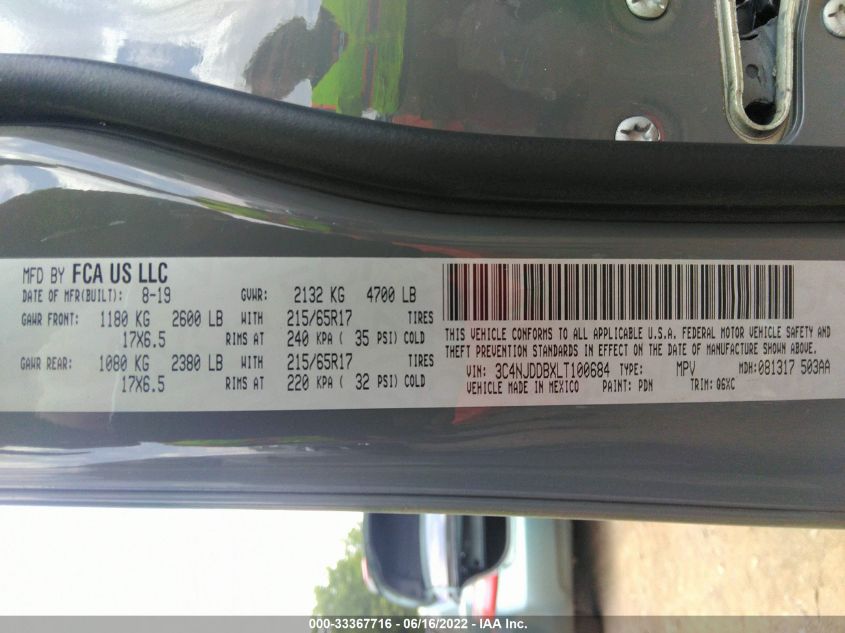 MFD BY FCA US LLC
DATE OF MFR(BUILT): 8-19 GVWR: 2132 KG 4700 LB
GAWR FRONT: 1180 KG 2600 LB WITH 215/65R17 TIRES
17X6.5 RIMS AT 240 KPA ( 35 PSI) COLD
GAWR REAR: 1080 KG 2380 LB WITH 215/65R17 TIRES
17X6.5 RIMS AT 220 KPA ( 32 PSI) COLD
THIS VEHICLE CONFORMS TO ALL APPLICABLE U.S.A. FEDERAL MOTOR VEHICLE SAFETY AND
THEFT PREVENTION STANDARDS IN EFFECT ON THE DATE OF MANUFACTURE SHOWN ABOVE.
VIN: 3C4NJDDBXLT100684 TYPE: MPV MDH:081317 503AA
VEHICLE MADE IN MEXICO PAINT: PDN TRIM: Q6XC
000-33367716 - 06/16/2022 - IAA Inc.